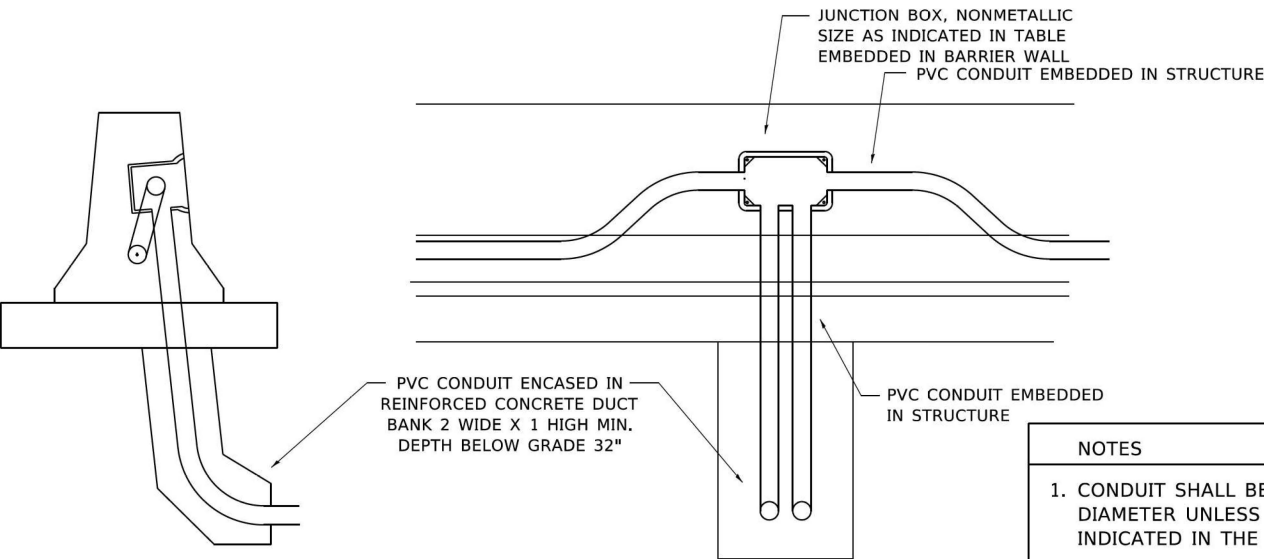 JUNCTION BOX, NONMETALLIC
SIZE AS INDICATED IN TABLE
EMBEDDED IN BARRIER WALL
PVC CONDUIT EMBEDDED IN STRUCTURE
PVC CONDUIT ENCASED IN
REINFORCED CONCRETE DUCT
BANK 2 WIDE X 1 HIGH MIN.
DEPTH BELOW GRADE 32"
PVC CONDUIT EMBEDDED
IN STRUCTURE
NOTES
1. CONDUIT SHALL BE
DIAMETER UNLESS
INDICATED IN THE